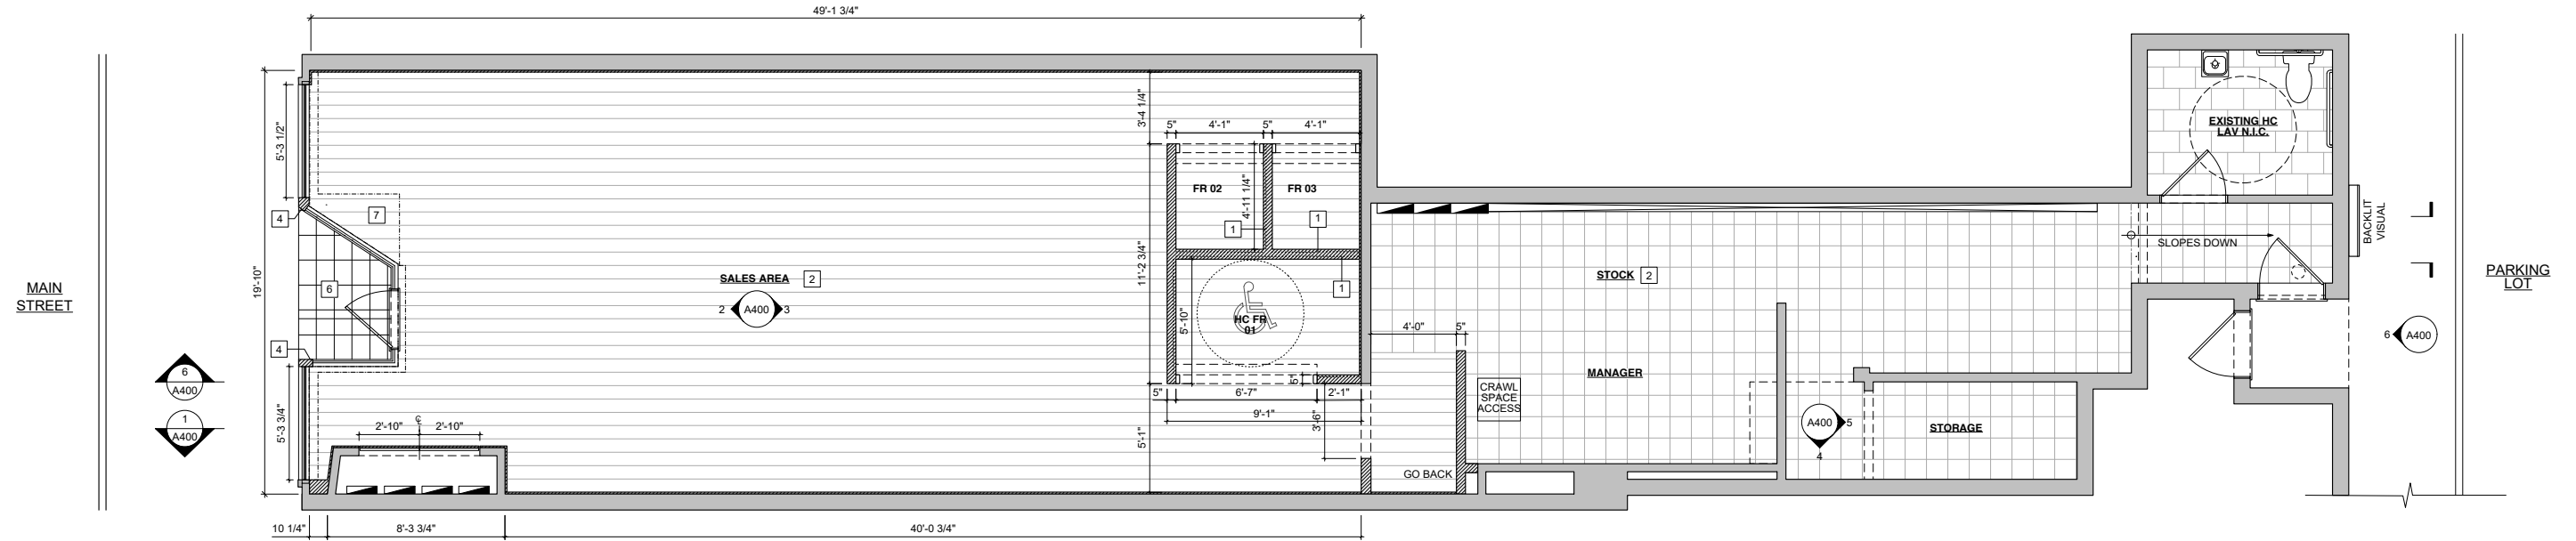 49'-1 3/4"
19'-10"
5'-3 1/2"
5'-3 3/4"
MAIN
STREET
6
A400
1
A400
4
4
6
7
SALES AREA 2
2 A400 3
2'-10" ℄ 2'-10"
10 1/4"
8'-3 3/4"
40'-0 3/4"
3'-4 1/4"
11'-2 3/4"
5'-1"
5" 4'-1" 5" 4'-1"
FR 02
FR 03
4'-11 1/4"
1
1
1
5'-10"
HC FR
01
5"
5" 6'-7" 2'-1"
9'-1"
3'-6"
4'-0" 5"
GO BACK
CRAWL
SPACE
ACCESS
STOCK 2
MANAGER
A400 5
4
STORAGE
EXISTING HC
LAV N.I.C.
SLOPES DOWN
BACKLIT
VISUAL
6 A400
PARKING
LOT